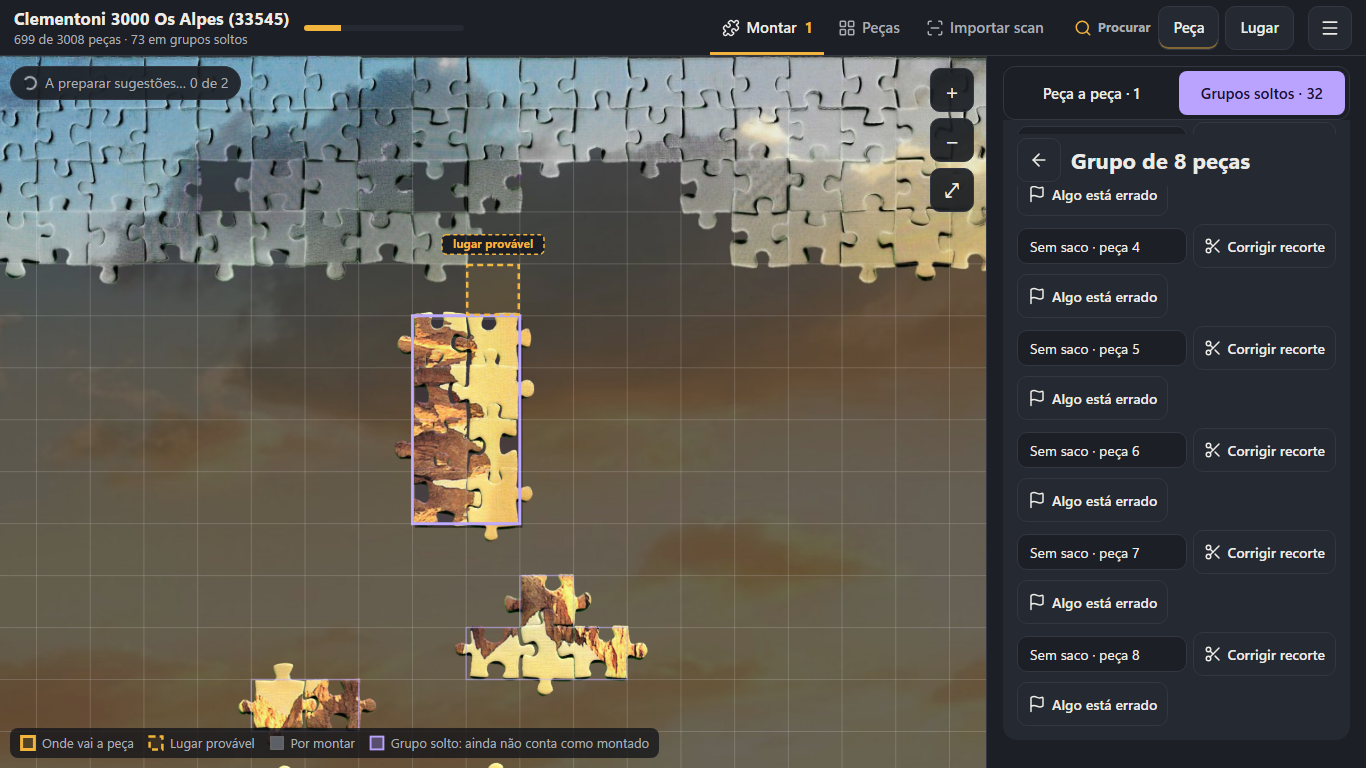 Clementoni 3000 Os Alpes (33545)
699 de 3008 peças · 73 em grupos soltos
Montar 1
Peças
Importar scan
Procurar
Peça
Lugar
A preparar sugestões... 0 de 2
+
−
lugar provável
Onde vai a peça
Lugar provável
Por montar
Grupo solto: ainda não conta como montado
Peça a peça · 1
Grupos soltos · 32
Grupo de 8 peças
Algo está errado
Sem saco · peça 4
Corrigir recorte
Algo está errado
Sem saco · peça 5
Corrigir recorte
Algo está errado
Sem saco · peça 6
Corrigir recorte
Algo está errado
Sem saco · peça 7
Corrigir recorte
Algo está errado
Sem saco · peça 8
Corrigir recorte
Algo está errado